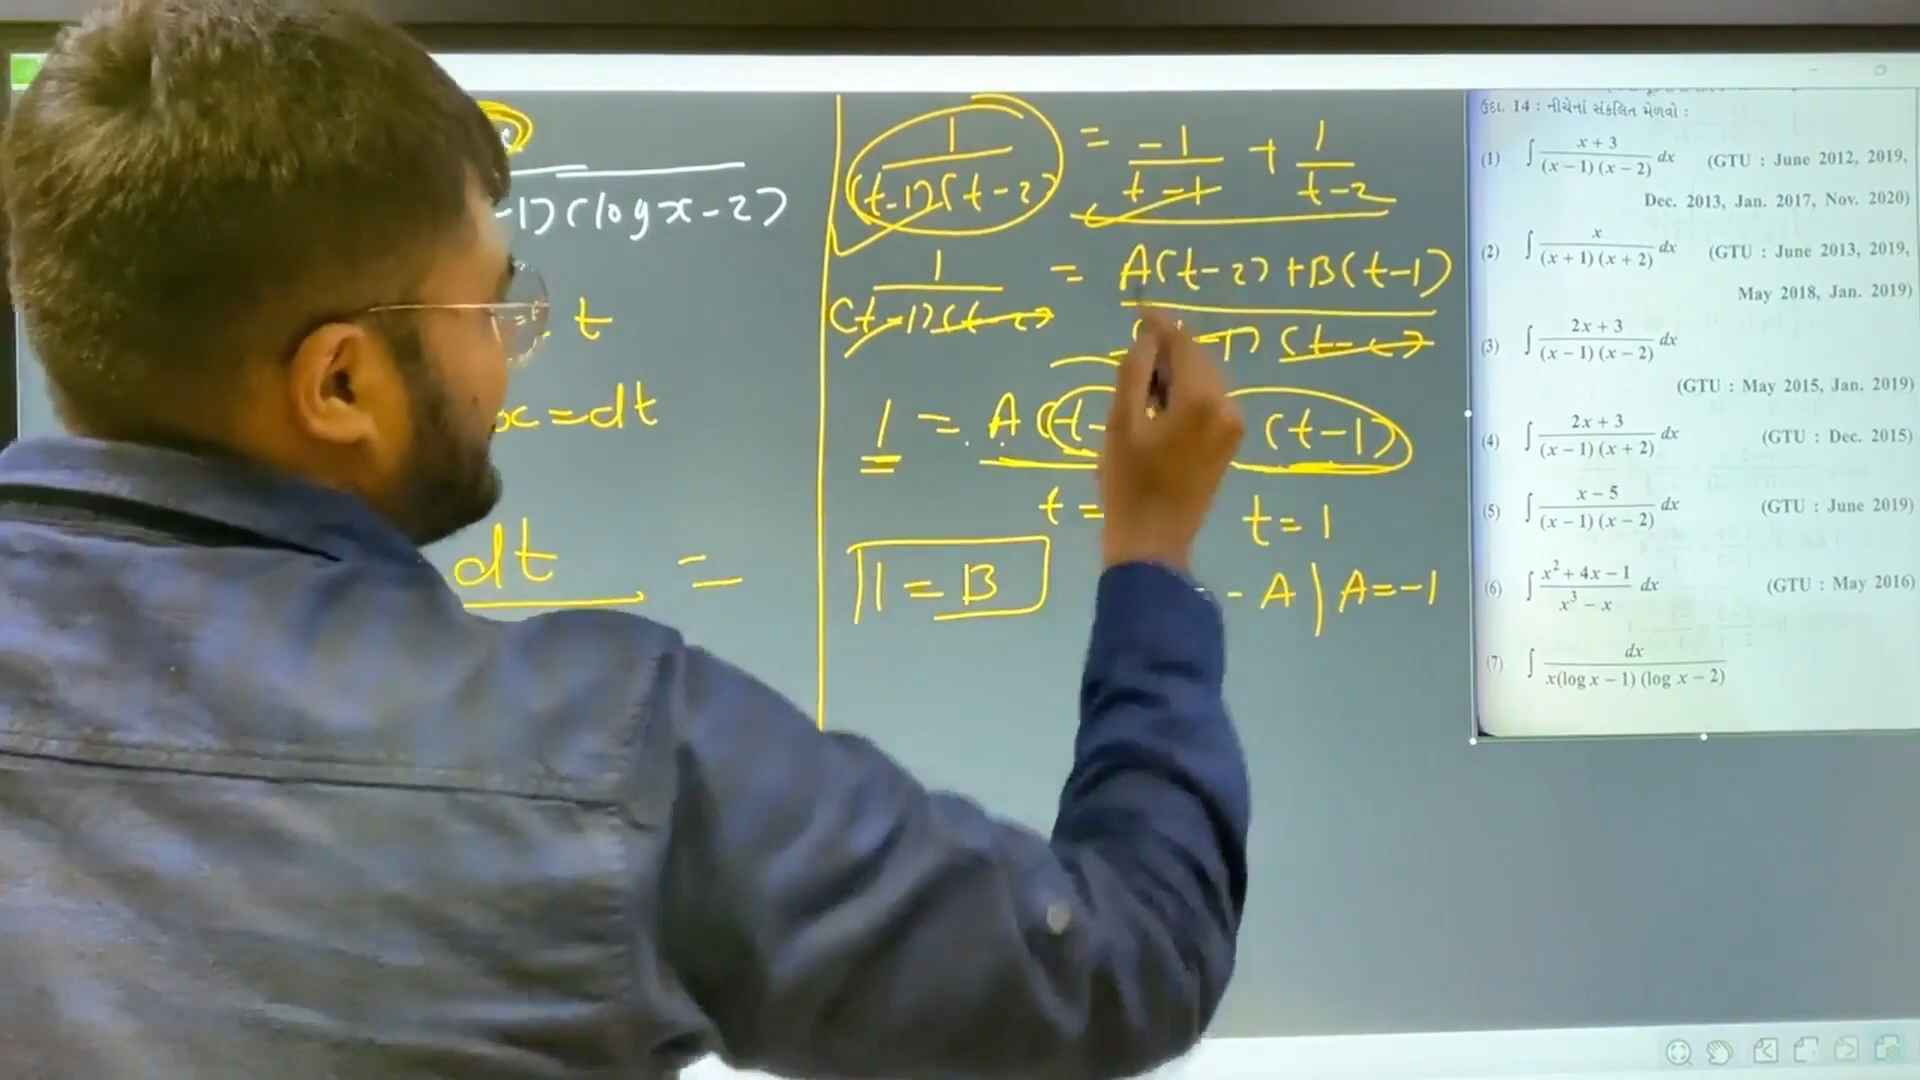 -1)(log x-2)
t
x=dt
dt =
1/((t-1)(t-2)) = -1/(t-1) + 1/(t-2)
1/((t-1)(t-2)) = A(t-2)+B(t-1)
1 = A(t- (t-1)
t= t=1
1=B -A | A=-1
ઉદા. 14 : નીચેનાં સંકલિત મેળવો :
(1) ∫ (x + 3)/((x – 1) (x – 2)) dx (GTU : June 2012, 2019,
Dec. 2013, Jan. 2017, Nov. 2020)
(2) ∫ x/((x + 1) (x + 2)) dx (GTU : June 2013, 2019,
May 2018, Jan. 2019)
(3) ∫ (2x + 3)/((x – 1) (x – 2)) dx
(GTU : May 2015, Jan. 2019)
(4) ∫ (2x + 3)/((x – 1) (x + 2)) dx (GTU : Dec. 2015)
(5) ∫ (x – 5)/((x – 1) (x – 2)) dx (GTU : June 2019)
(6) ∫ (x² + 4x – 1)/(x³ – x) dx (GTU : May 2016)
(7) ∫ dx/(x(log x – 1) (log x – 2))